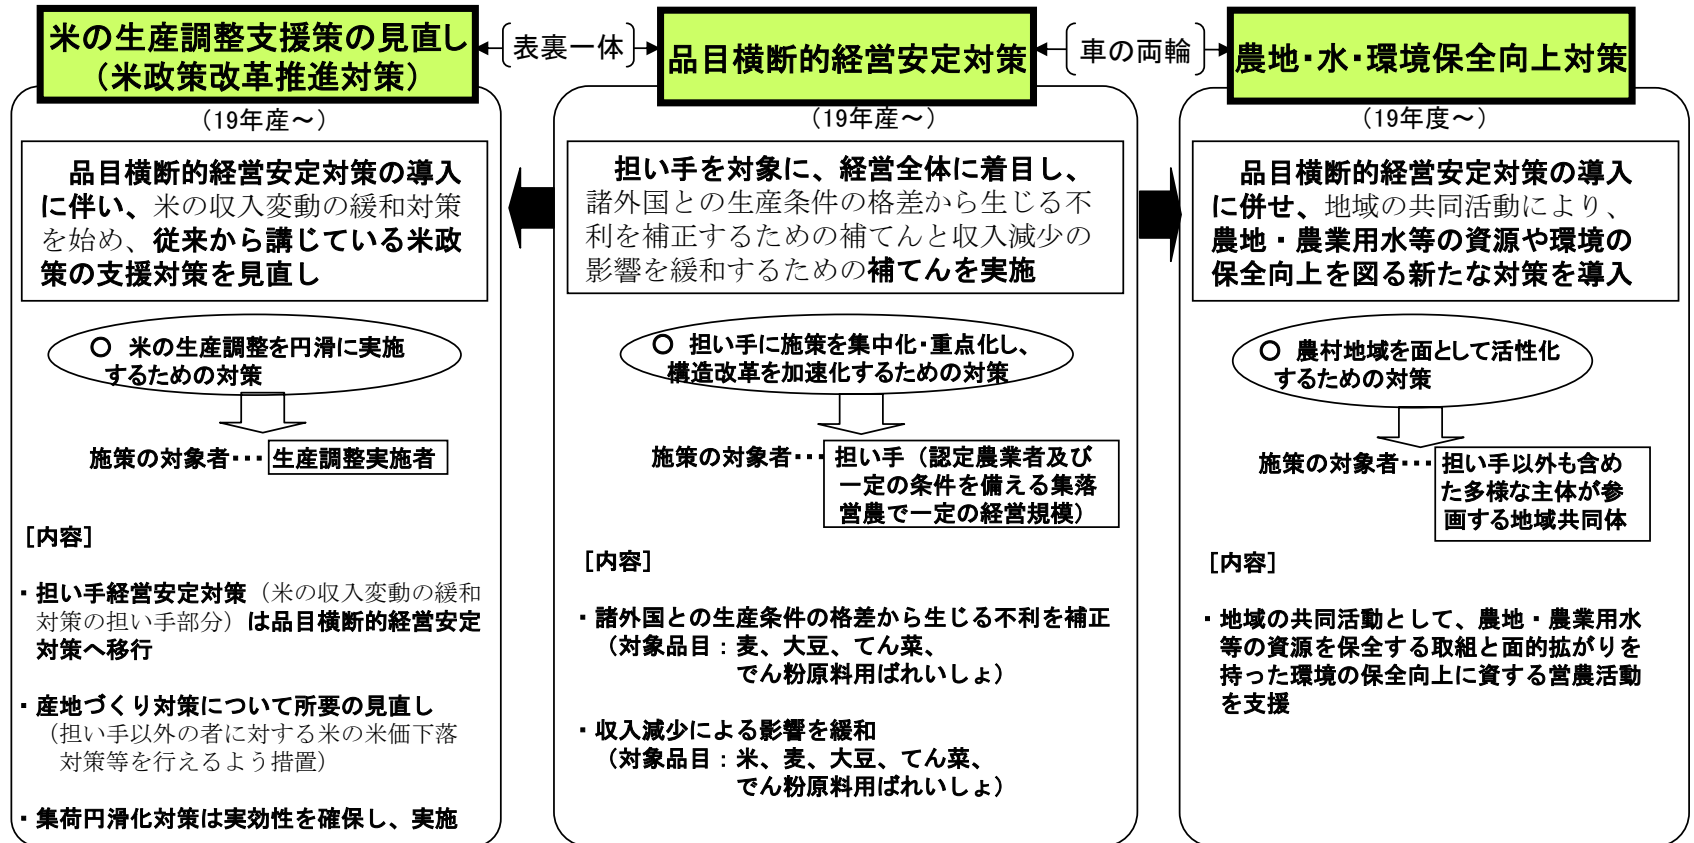 米の生産調整支援策の見直し
(米政策改革推進対策)
表裏一体
品目横断的経営安定対策
車の両輪
農地・水・環境保全向上対策
(19年産~)
品目横断的経営安定対策の導入
に伴い、米の収入変動の緩和対策
を始め、従来から講じている米政
策の支援対策を見直し
○ 米の生産調整を円滑に実施
するための対策
施策の対象者・・・ 生産調整実施者
[内容]
・担い手経営安定対策(米の収入変動の緩和
対策の担い手部分)は品目横断的経営安定
対策へ移行
・産地づくり対策について所要の見直し
(担い手以外の者に対する米の米価下落
対策等を行えるよう措置)
・集荷円滑化対策は実効性を確保し、実施
(19年産~)
担い手を対象に、経営全体に着目し、
諸外国との生産条件の格差から生じる不
利を補正するための補てんと収入減少の
影響を緩和するための補てんを実施
○ 担い手に施策を集中化・重点化し、
構造改革を加速化するための対策
施策の対象者・・・ 担い手(認定農業者及び
一定の条件を備える集落
営農で一定の経営規模)
[内容]
・諸外国との生産条件の格差から生じる不利を補正
(対象品目:麦、大豆、てん菜、
でん粉原料用ばれいしょ)
・収入減少による影響を緩和
(対象品目:米、麦、大豆、てん菜、
でん粉原料用ばれいしょ)
(19年度~)
品目横断的経営安定対策の導入
に併せ、地域の共同活動により、
農地・農業用水等の資源や環境の
保全向上を図る新たな対策を導入
○ 農村地域を面として活性化
するための対策
施策の対象者・・・ 担い手以外も含め
た多様な主体が参
画する地域共同体
[内容]
・地域の共同活動として、農地・農業用水
等の資源を保全する取組と面的拡がりを
持った環境の保全向上に資する営農活動
を支援